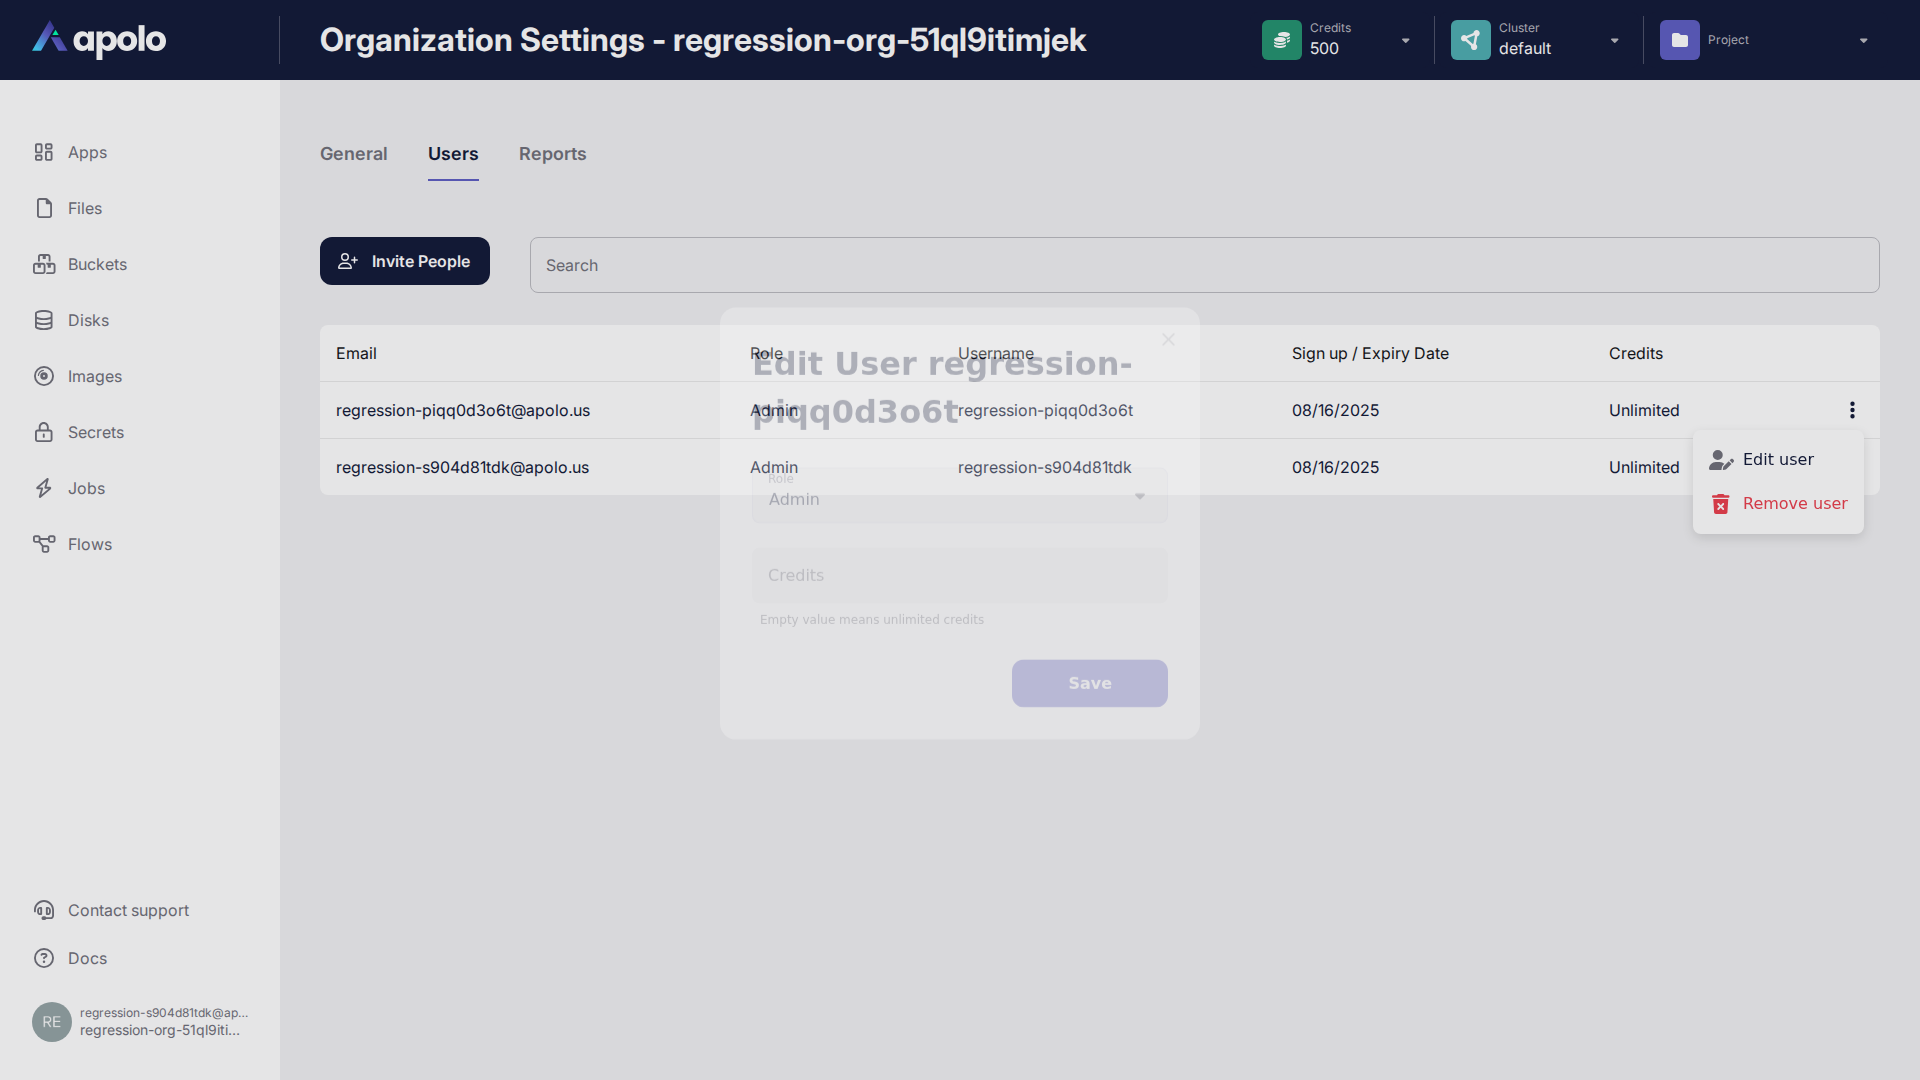 apolo
Organization Settings - regression-org-51ql9itimjek
Credits
500
Cluster
default
Project
Apps
Files
Buckets
Disks
Images
Secrets
Jobs
Flows
Contact support
Docs
RE
regression-s904d81tdk@ap...
regression-org-51ql9iti...
General Users Reports
Invite People
Search
Email Role Username Sign up / Expiry Date Credits
regression-piqq0d3o6t@apolo.us Admin regression-piqq0d3o6t 08/16/2025 Unlimited
regression-s904d81tdk@apolo.us Admin regression-s904d81tdk 08/16/2025 Unlimited
Edit user
Remove user
Edit User regression-
piqq0d3o6t
Role
Admin
Credits
Empty value means unlimited credits
Save